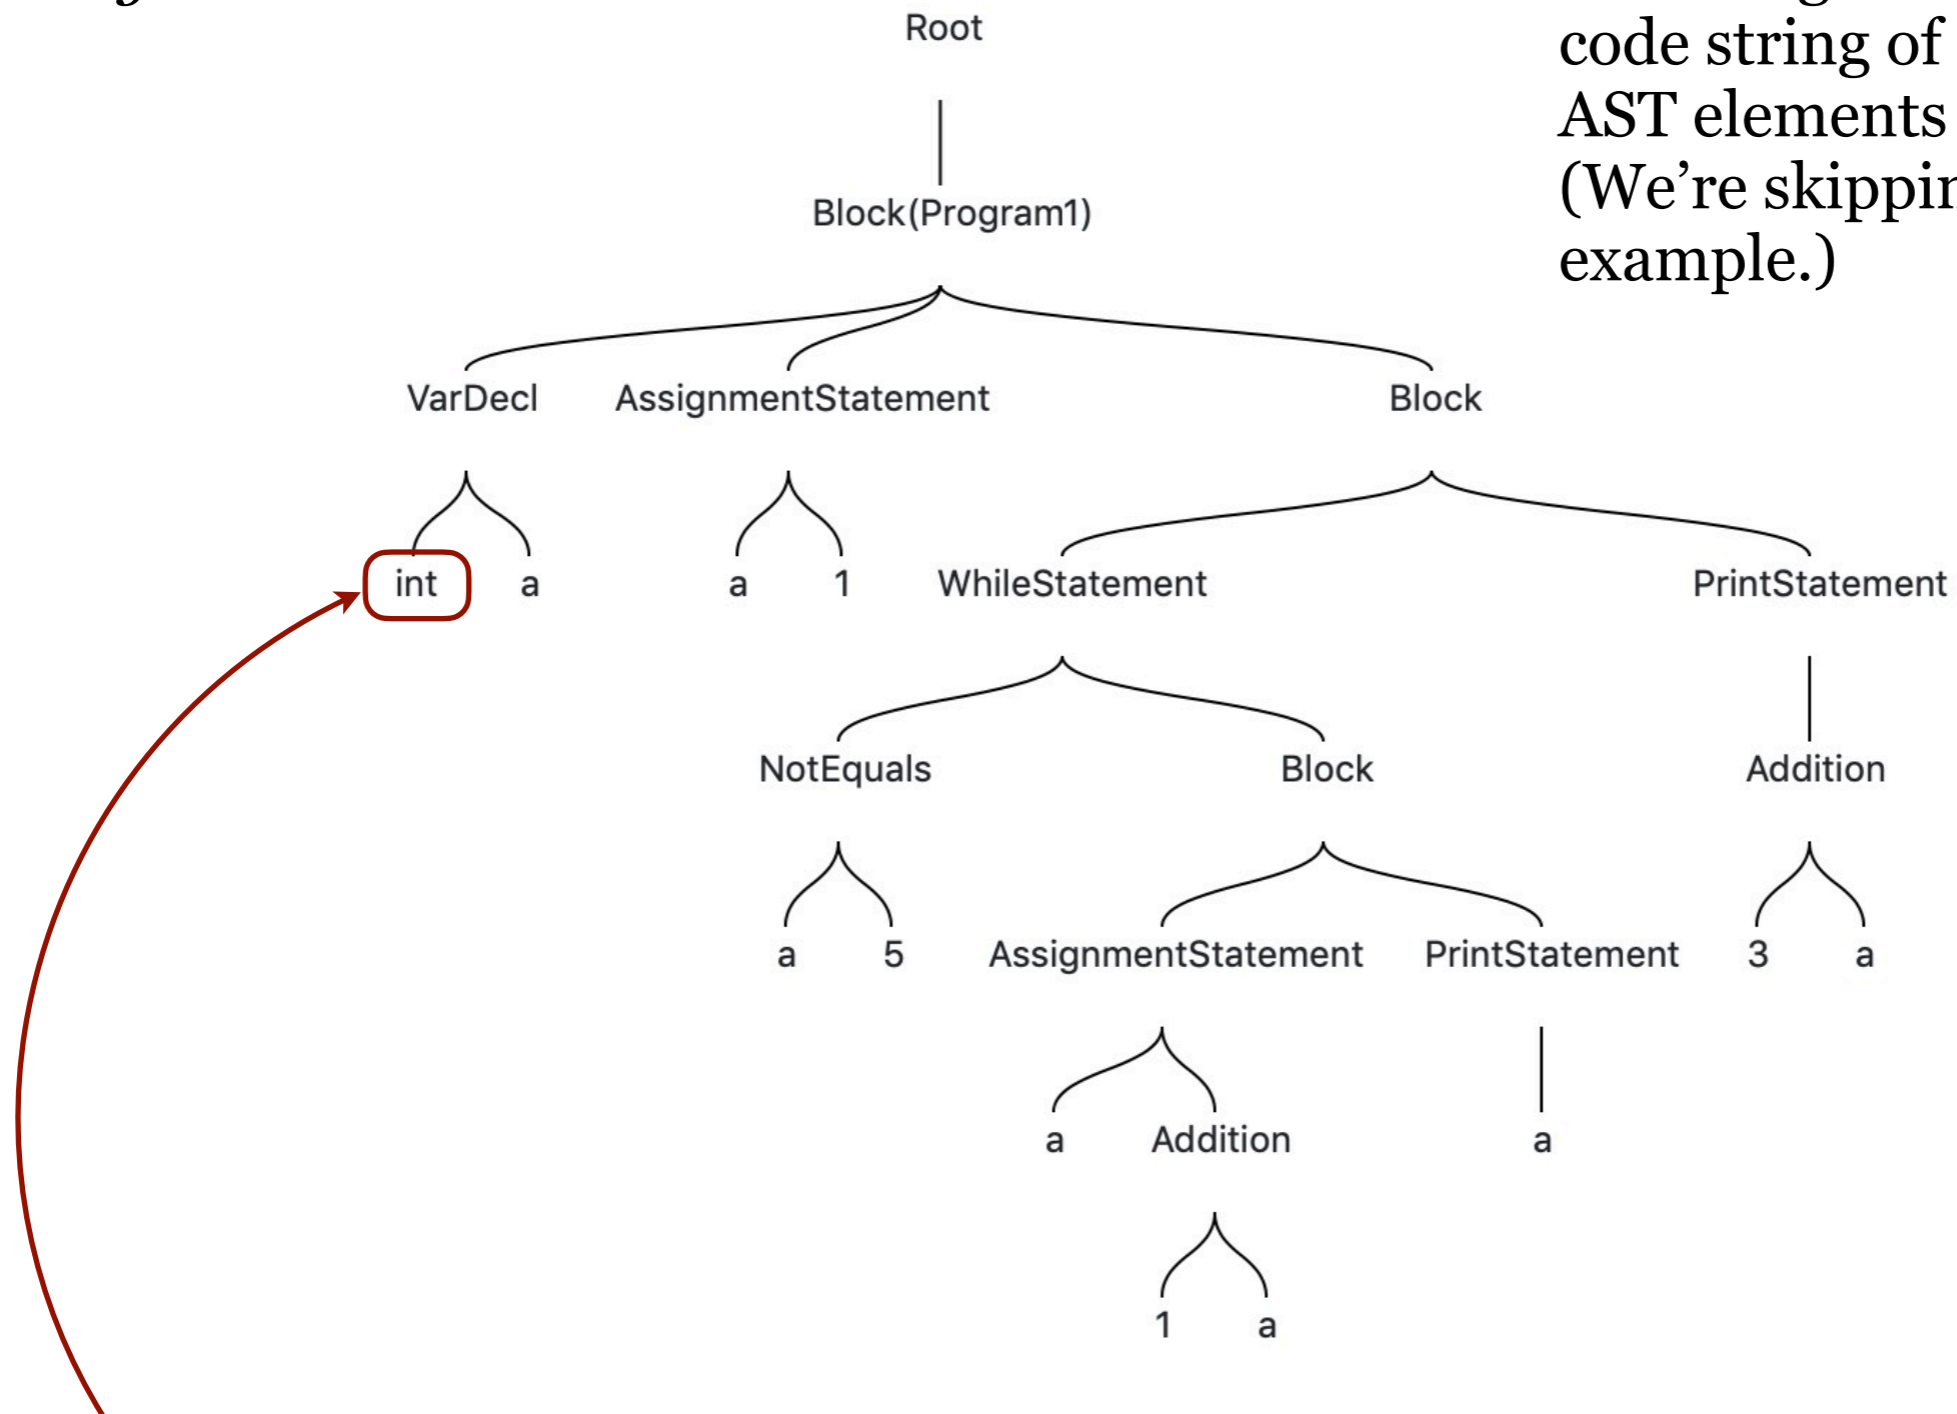 Root
code string of
AST elements
(We’re
example.)
Block(Program1)
VarDecl AssignmentStatement Block
int a a 1 WhileStatement PrintStatement
NotEquals Block Addition
a 5 AssignmentStatement PrintStatement 3 a
a Addition a
1 a